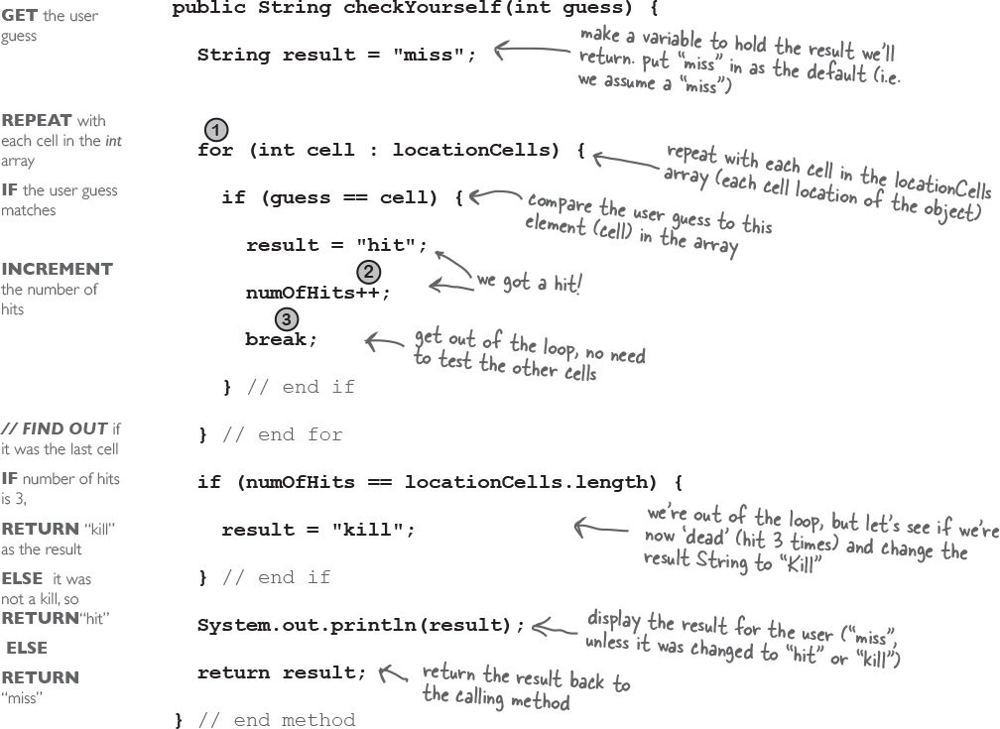 GET the user
guess
public String checkYourself(int guess) {
String result = "miss";
make a variable to hold the result we'll
return. put “miss” in as the default (i.e.
we assume a “miss”)
REPEAT with
each cell in the int
array
1
for (int cell : locationCells) {
repeat with each cell in the locationCells
array (each cell location of the object)
IF the user guess
matches
if (guess == cell) {
compare the user guess to this
element (cell) in the array
result = "hit";
we got a hit!
INCREMENT
the number of
hits
2
numOfHits++;
3
break;
get out of the loop, no need
to test the other cells
} // end if
// FIND OUT if
it was the last cell
} // end for
IF number of hits
is 3,
if (numOfHits == locationCells.length) {
RETURN “kill”
as the result
result = "kill";
we're out of the loop, but let's see if we're
now ‘dead’ (hit 3 times) and change the
result String to “Kill”
ELSE it was
not a kill, so
RETURN“hit”
} // end if
System.out.println(result);
display the result for the user (“miss”,
unless it was changed to “hit” or “kill”)
ELSE
RETURN
“miss”
return result;
return the result back to
the calling method
} // end method